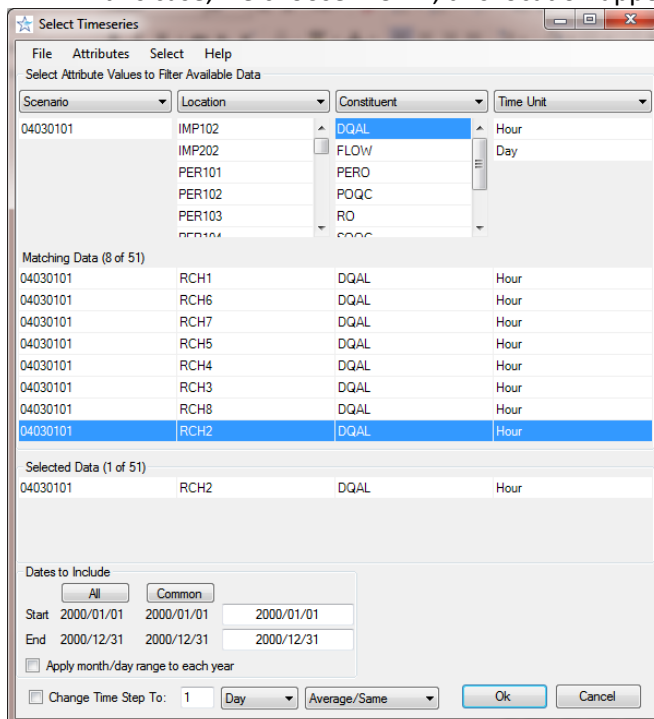 Select Timeseries
File Attributes Select Help
Select Attribute Values to Filter Available Data
Scenario Location Constituent Time Unit
04030101 IMP102 DQAL Hour
IMP202 FLOW Day
PER101 PERO
PER102 POQC
PER103 RO
Matching Data (8 of 51)
04030101 RCH1 DQAL Hour
04030101 RCH6 DQAL Hour
04030101 RCH7 DQAL Hour
04030101 RCH5 DQAL Hour
04030101 RCH4 DQAL Hour
04030101 RCH3 DQAL Hour
04030101 RCH8 DQAL Hour
04030101 RCH2 DQAL Hour
Selected Data (1 of 51)
04030101 RCH2 DQAL Hour
Dates to Include
All Common
Start 2000/01/01 2000/01/01 2000/01/01
End 2000/12/31 2000/12/31 2000/12/31
Apply month/day range to each year
Change Time Step To: 1 Day Average/Same Ok Cancel